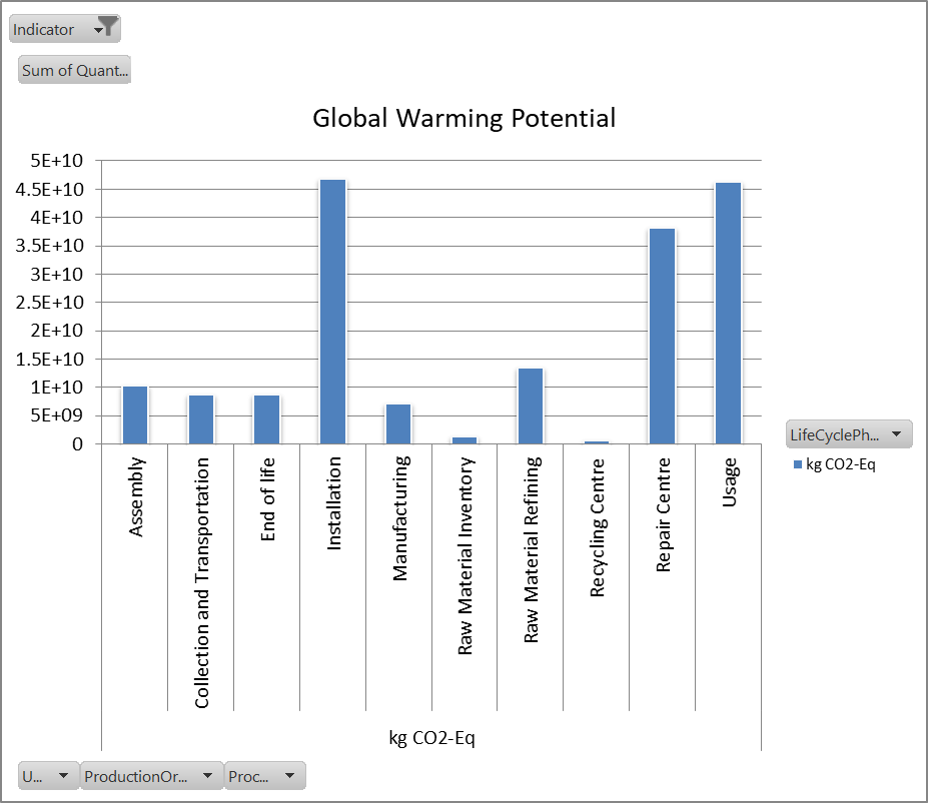 Indicator
Sum of Quant...
Global Warming Potential
5E+10
4.5E+10
4E+10
3.5E+10
3E+10
2.5E+10
2E+10
1.5E+10
1E+10
5E+09
0
Assembly
Collection and Transportation
End of life
Installation
Manufacturing
Raw Material Inventory
Raw Material Refining
Recycling Centre
Repair Centre
Usage
kg CO2-Eq
LifeCyclePh...
kg CO2-Eq
U...
ProductionOr...
Proc...